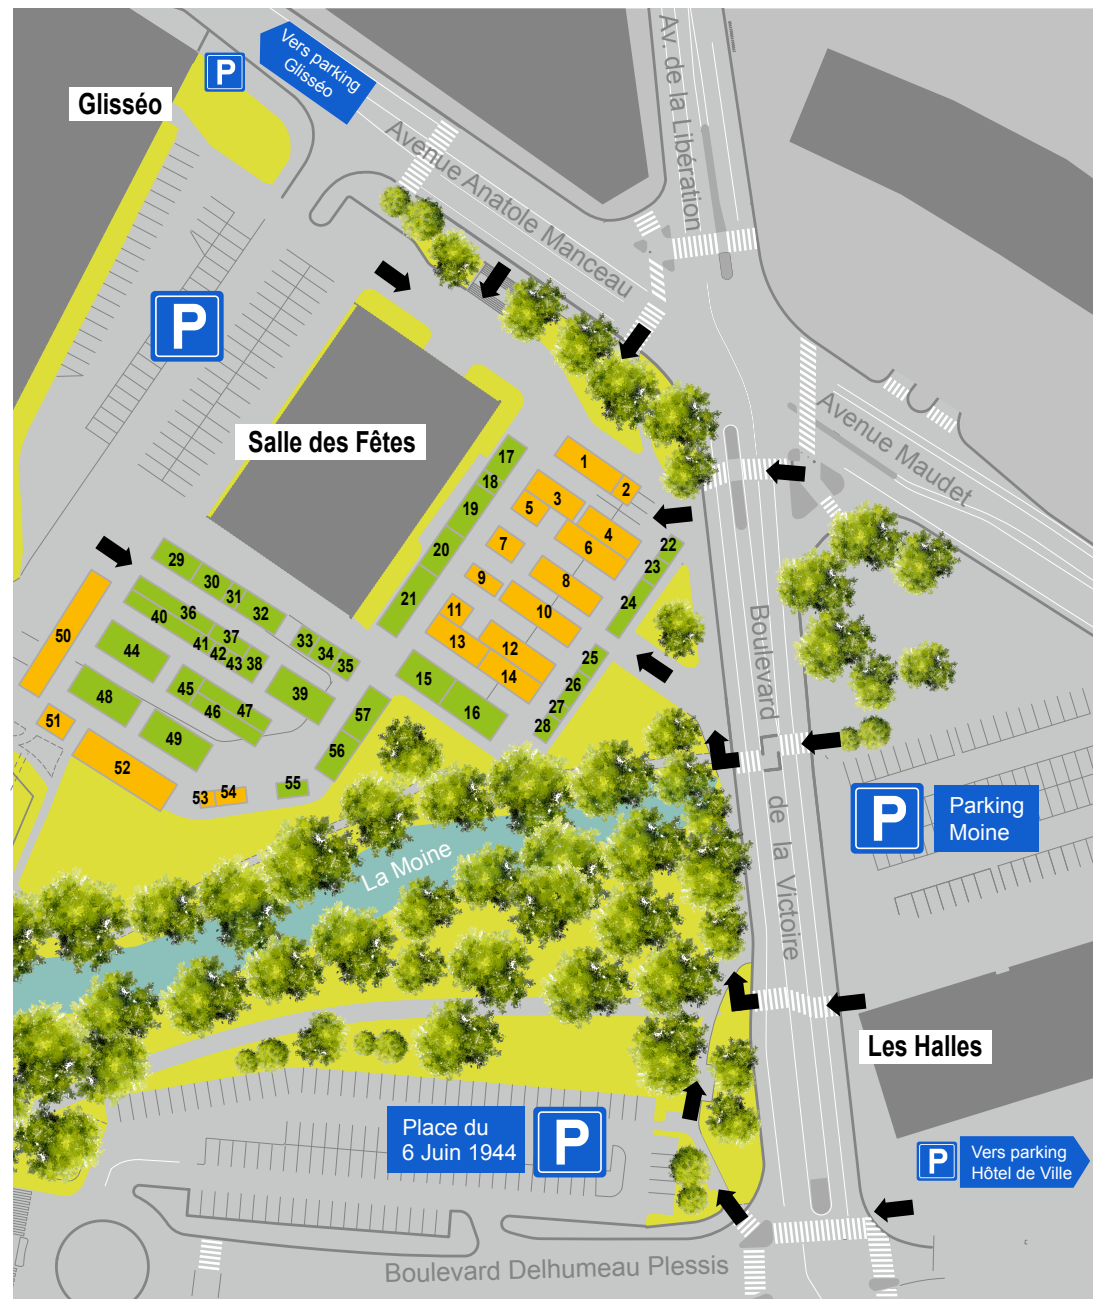 Vers parking
Glisséo
P
Glisséo
Av. de la Libération
Avenue Anatole Manceau
P
Salle des Fêtes
Avenue Maudet
1
2
3
4
5
6
7
8
9
10
11
12
13
14
15
16
17
18
19
20
21
22
23
24
25
26
27
28
29
30
31
32
33
34
35
36
37
38
39
40
41
42
43
44
45
46
47
48
49
50
51
52
53
54
55
56
57
Boulevard de la Victoire
P
Parking
Moine
La Moine
Les Halles
Place du
6 Juin 1944
P
P
Vers parking
Hôtel de Ville
Boulevard Delhumeau Plessis